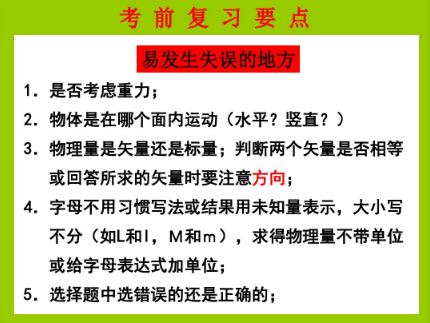 考前复习要点
易发生失误的地方
1．是否考虑重力；
2．物体是在哪个面内运动（水平？竖直？）
3．物理量是矢量还是标量；判断两个矢量是否相等
或回答所求的矢量时要注意方向；
4．字母不用习惯写法或结果用未知量表示，大小写
不分（如L和l，M和m），求得物理量不带单位
或给字母表达式加单位；
5．选择题中选错误的还是正确的；